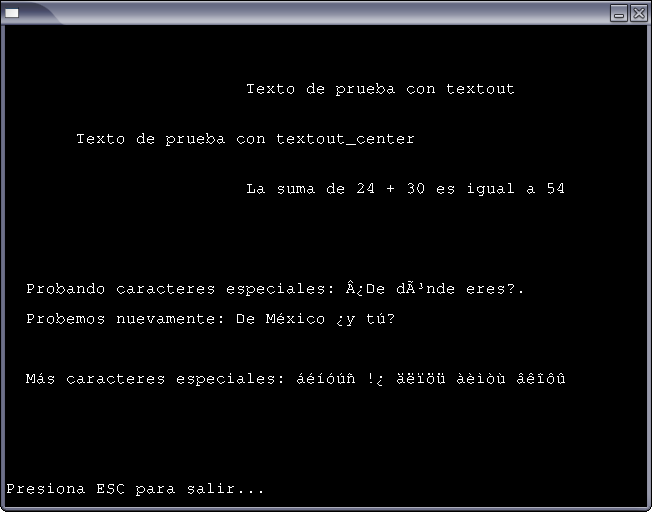 Texto de prueba con textout
Texto de prueba con textout_center
La suma de 24 + 30 es igual a 54
Probando caracteres especiales: Â¿De dÃ³nde eres?.
Probemos nuevamente: De México ¿y tú?
Más caracteres especiales: áéíóúñ !¿ äëïöü àèìòù âêîôû
Presiona ESC para salir...